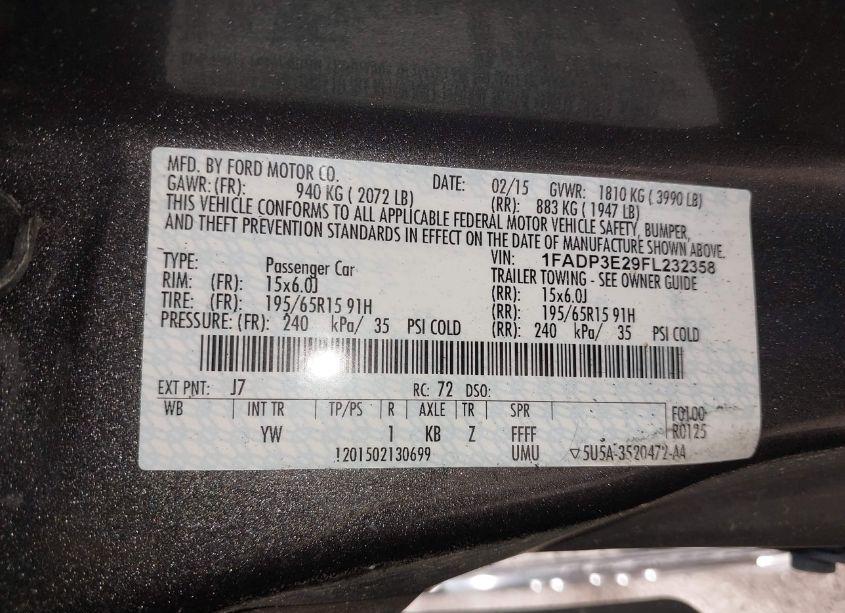 MFD. BY FORD MOTOR CO.
DATE: 02/15 GVWR: 1810 KG ( 3990 LB)
GAWR: (FR): 940 KG ( 2072 LB) (RR): 883 KG ( 1947 LB)
THIS VEHICLE CONFORMS TO ALL APPLICABLE FEDERAL MOTOR VEHICLE SAFETY, BUMPER,
AND THEFT PREVENTION STANDARDS IN EFFECT ON THE DATE OF MANUFACTURE SHOWN ABOVE.
VIN: 1FADP3E29FL232358
TYPE: Passenger Car TRAILER TOWING - SEE OWNER GUIDE
RIM: (FR): 15x6.0J (RR): 15x6.0J
TIRE: (FR): 195/65R15 91H (RR): 195/65R15 91H
PRESSURE: (FR): 240 kPa/ 35 PSI COLD (RR): 240 kPa/ 35 PSI COLD
EXT PNT: J7 RC: 72 DSO:
WB INT TR TP/PS R AXLE TR SPR F0100
YW 1 KB Z FFFF R0125
1201502130699 UMU ▽5U5A-3520472-AA